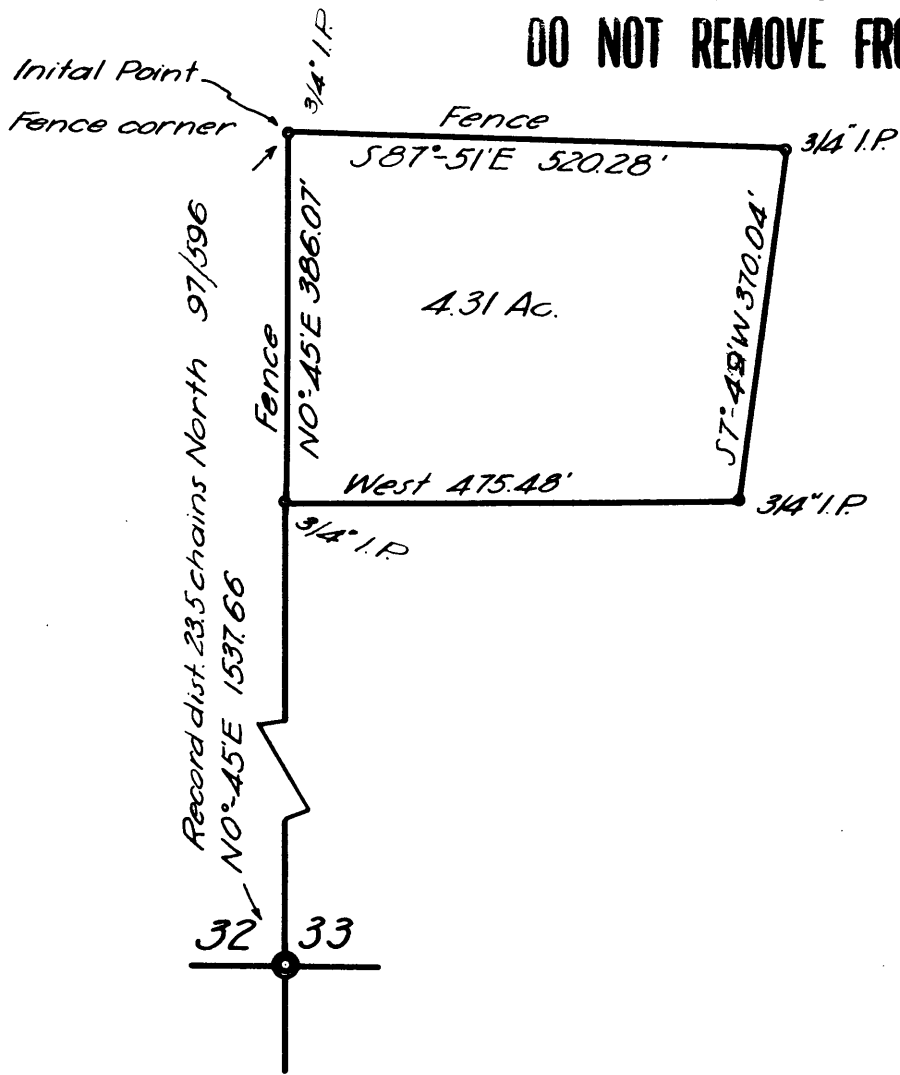 DO NOT REMOVE FRO
3/4" I.P.
Inital Point
Fence corner
Fence
S87°-51'E 520.28'
3/4" I.P.
Record dist. 23.5 chains North 97/596
N0°-45'E 1537.66
Fence
N0°-45'E 386.07'
4.31 Ac.
W 370.04'
West 475.48'
3/4" I.P.
3/4" I.P.
32 33